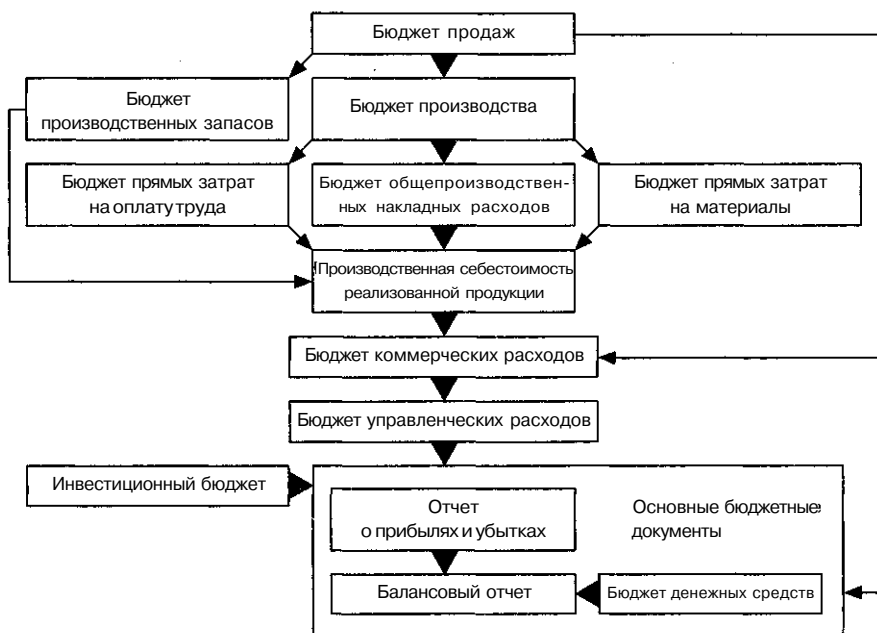 Бюджет продаж
Бюджет
производственных запасов
Бюджет производства
Бюджет прямых затрат
на оплату труда
Бюджет общепроизводствен-
ных накладных расходов
Бюджет прямых затрат
на материалы
Производственная себестоимость
реализованной продукции
Бюджет коммерческих расходов
Бюджет управленческих расходов
Инвестиционный бюджет
Отчет
о прибылях и убытках
Основные бюджетные
документы
Балансовый отчет
Бюджет денежных средств